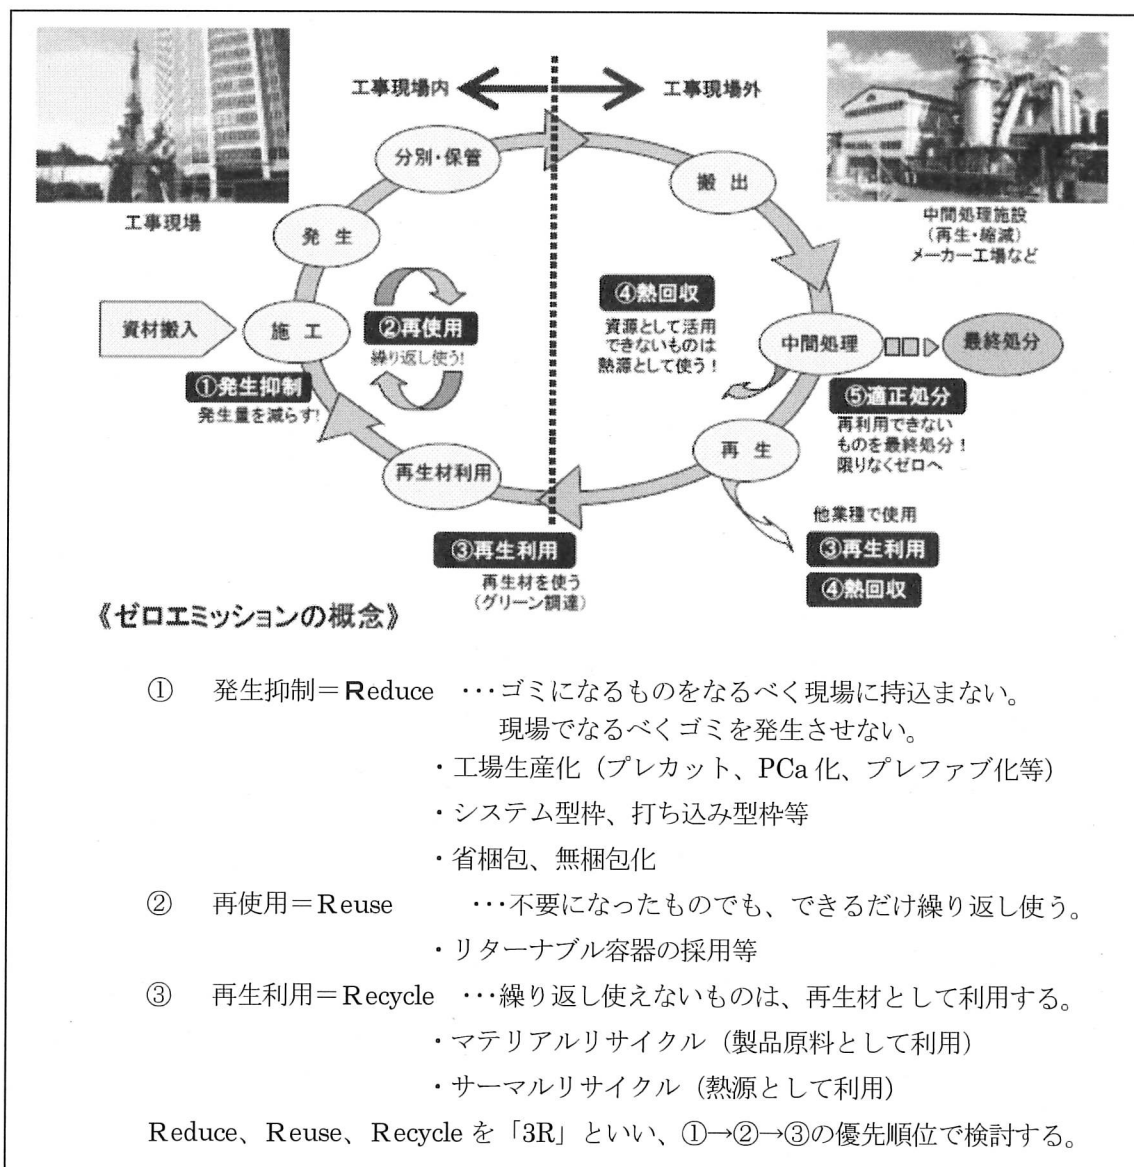 工事現場内
工事現場外
分別・保管
搬出
工事現場
中間処理施設
(再生・縮減)
メーカー工場など
発生
④熱回収
資源として活用
できないものは
熱源として使う！
資材搬入
施工
②再使用
繰り返し使う!
中間処理
最終処分
①発生抑制
発生量を減らす!
⑤適正処分
再利用できない
ものを最終処分！
限りなくゼロへ
再生材利用
再生
他業種で使用
③再生利用
④熱回収
③再生利用
再生材を使う
(グリーン調達)
《ゼロエミッションの概念》
① 発生抑制＝Reduce …ゴミになるものをなるべく現場に持込まない。
現場でなるべくゴミを発生させない。
・工場生産化（プレカット、PCa化、プレファブ化等）
・システム型枠、打ち込み型枠等
・省梱包、無梱包化
② 再使用＝Reuse …不要になったものでも、できるだけ繰り返し使う。
・リターナブル容器の採用等
③ 再生利用＝Recycle …繰り返し使えないものは、再生材として利用する。
・マテリアルリサイクル（製品原料として利用）
・サーマルリサイクル（熱源として利用）
Reduce、Reuse、Recycleを「3R」といい、①→②→③の優先順位で検討する。